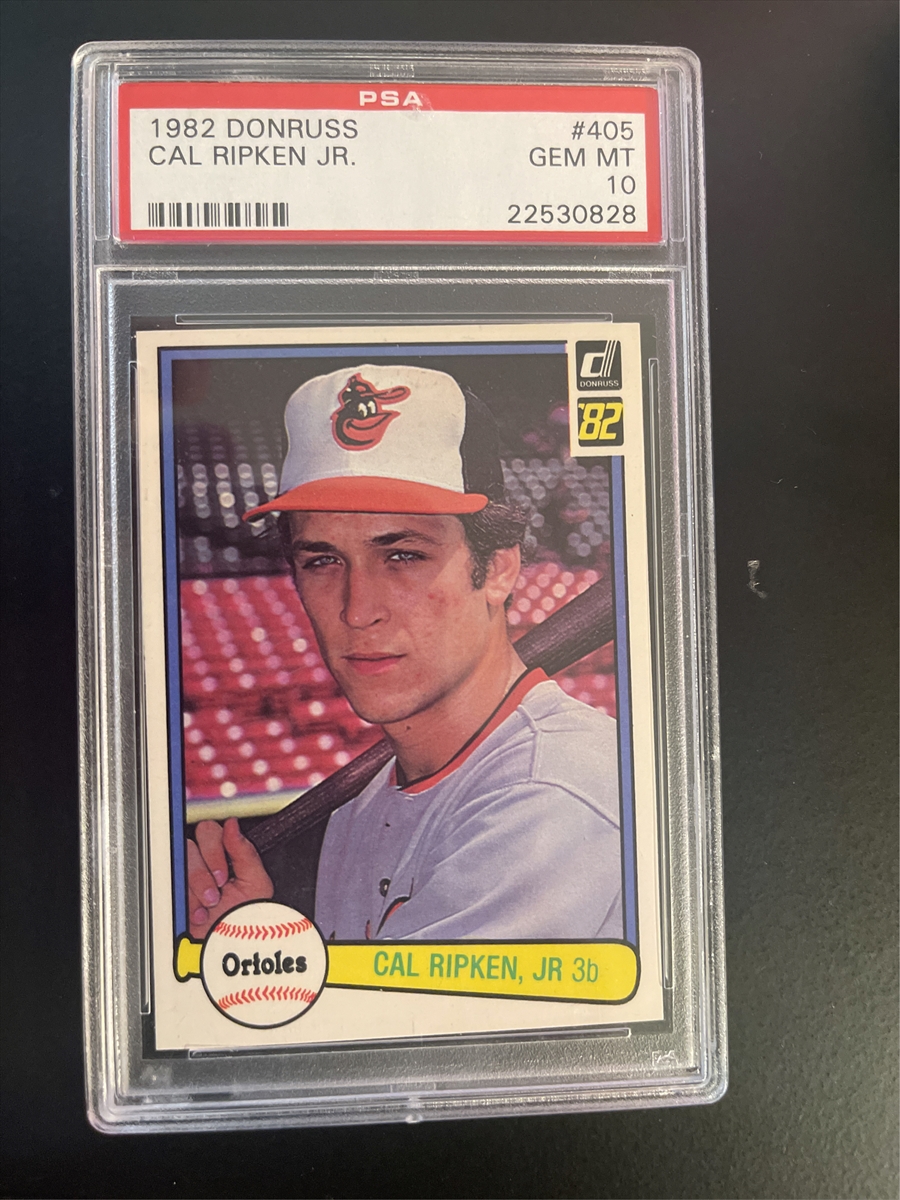 PSA
1982 DONRUSS #405
CAL RIPKEN JR. GEM MT
10
22530828
DONRUSS
'82
Orioles
CAL RIPKEN, JR 3b